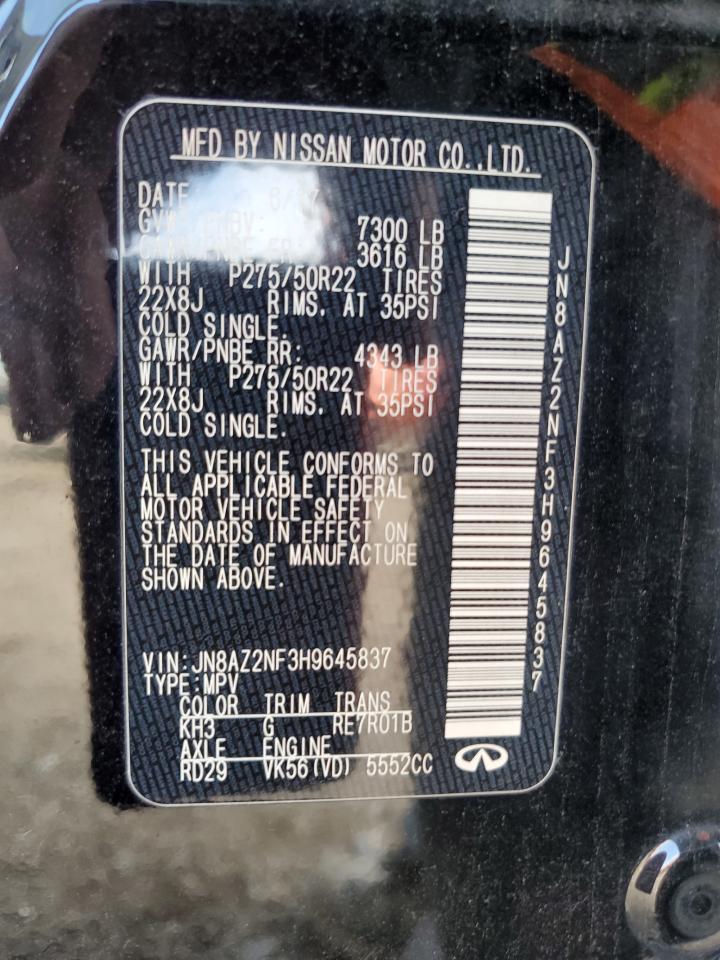 MFD BY NISSAN MOTOR CO.,LTD.
DATE
7300 LB
3616 LB
WITH P275/50R22 TIRES
22X8J RIMS. AT 35PSI
COLD SINGLE.
GAWR/PNBE RR: 4343 LB
WITH P275/50R22 TIRES
22X8J RIMS. AT 35PSI
COLD SINGLE.
THIS VEHICLE CONFORMS TO
ALL APPLICABLE FEDERAL
MOTOR VEHICLE SAFETY
STANDARDS IN EFFECT ON
THE DATE OF MANUFACTURE
SHOWN ABOVE.
VIN:JN8AZ2NF3H9645837
TYPE:MPV
COLOR TRIM TRANS
KH3 G RE7R01B
AXLE ENGINE
RD29 VK56(VD) 5552CC
JN8AZ2NF3H9645837